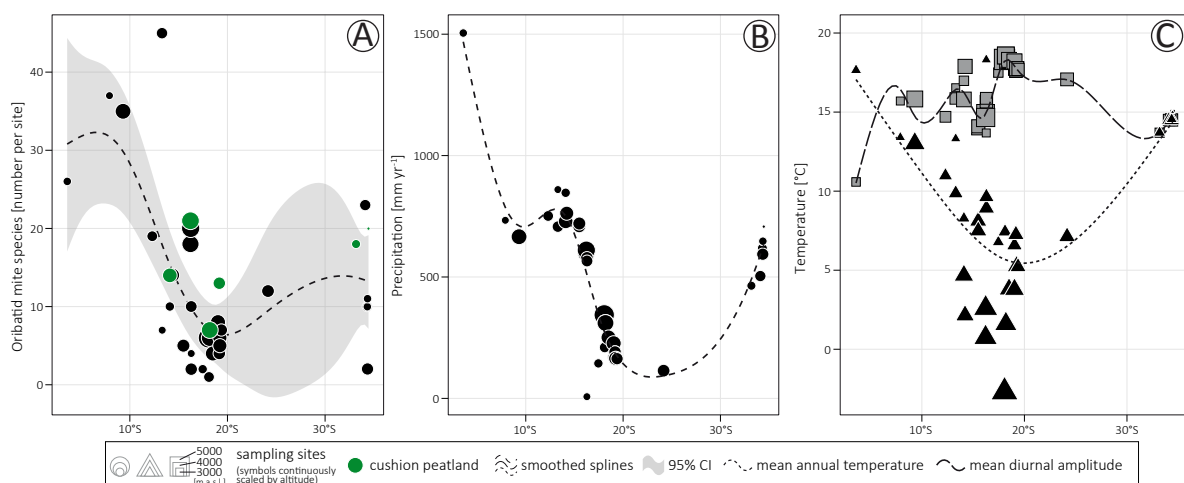 A
B
C
Oribatid mite species [number per site]
40
30
20
10
0
10°S
20°S
30°S
Precipitation [mm yr⁻¹]
1500
1000
500
0
10°S
20°S
30°S
Temperature [°C]
20
15
10
5
0
10°S
20°S
30°S
5000
4000
3000
[m a.s.l.]
sampling sites
(symbols continuously
scaled by altitude)
cushion peatland
smoothed splines
95% CI
mean annual temperature
mean diurnal amplitude